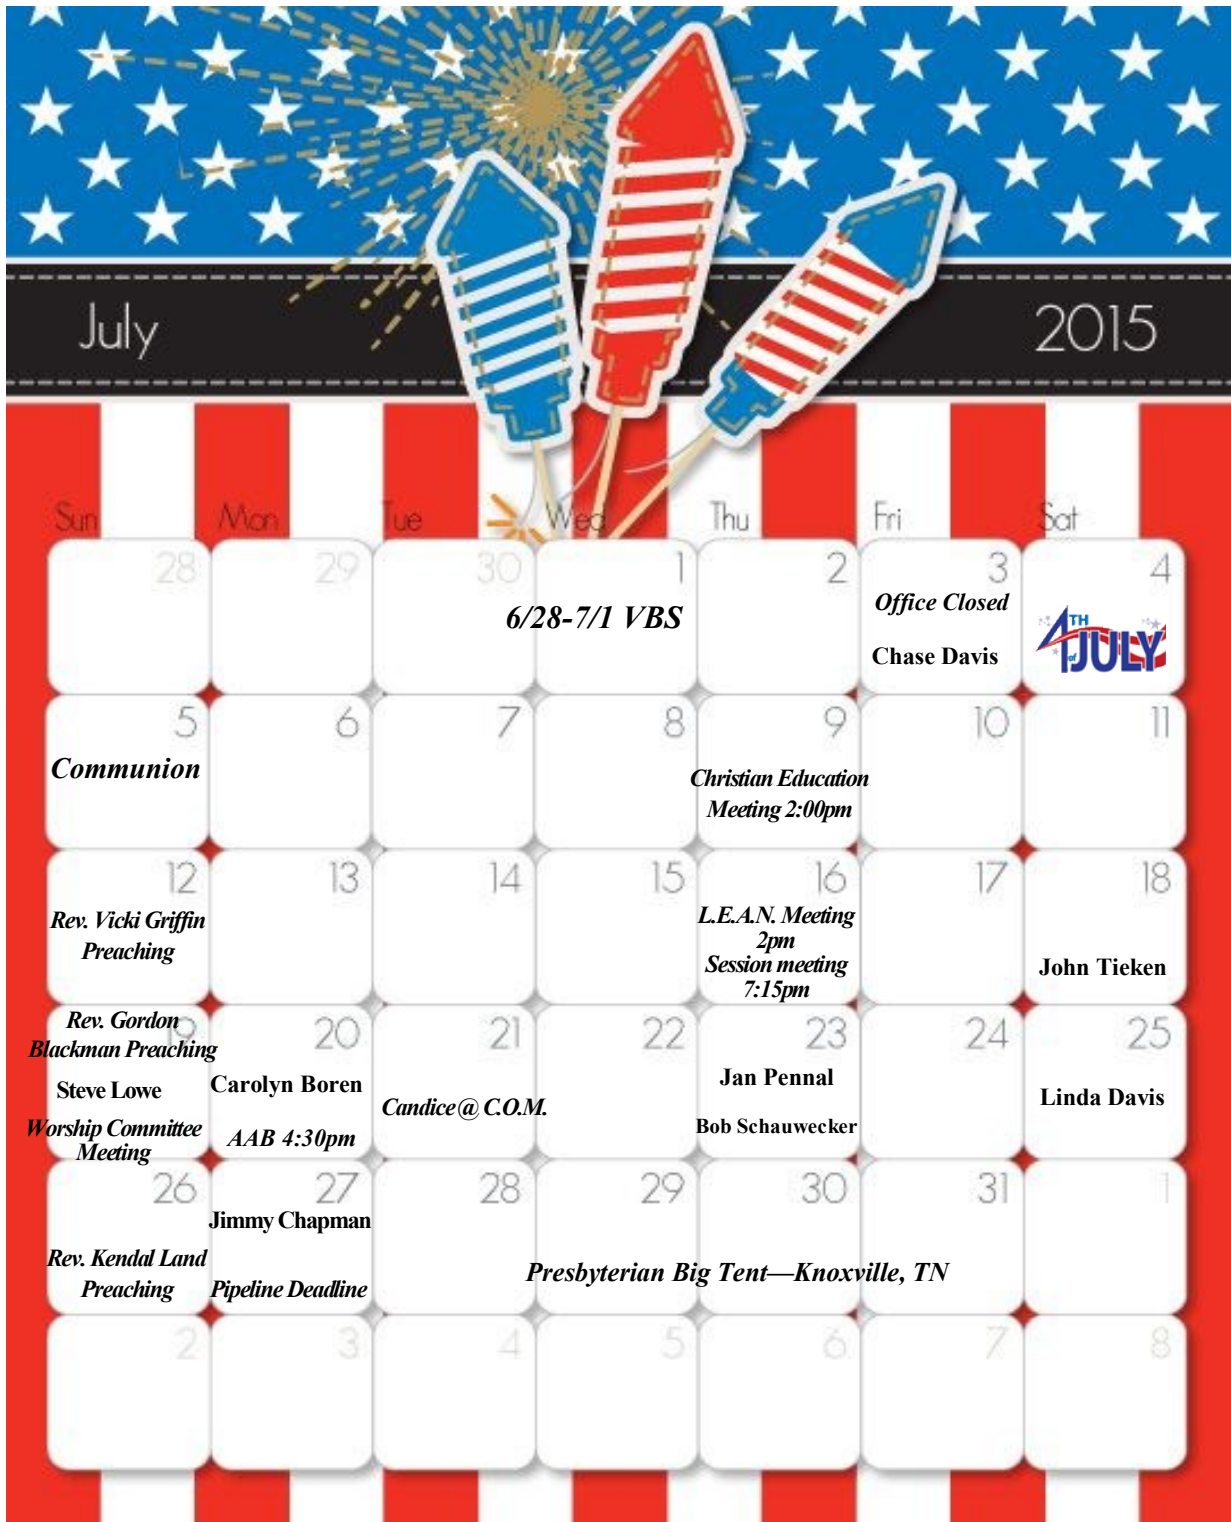 July
2015
Sun Mon Tue Wed Thu Fri Sat
28 29 30 1 2 3 4
6/28-7/1 VBS
Office Closed
Chase Davis
4TH
of JULY
5 6 7 8 9 10 11
Communion
Christian Education
Meeting 2:00pm
12 13 14 15 16 17 18
Rev. Vicki Griffin
Preaching
L.E.A.N. Meeting
2pm
Session meeting
7:15pm
John Tieken
19 20 21 22 23 24 25
Rev. Gordon
Blackman Preaching
Steve Lowe
Worship Committee
Meeting
Carolyn Boren
AAB 4:30pm
Candice@ C.O.M.
Jan Pennal
Bob Schauwecker
Linda Davis
26 27 28 29 30 31 1
Rev. Kendal Land
Preaching
Jimmy Chapman
Pipeline Deadline
Presbyterian Big Tent—Knoxville, TN
2 3 4 5 6 7 8